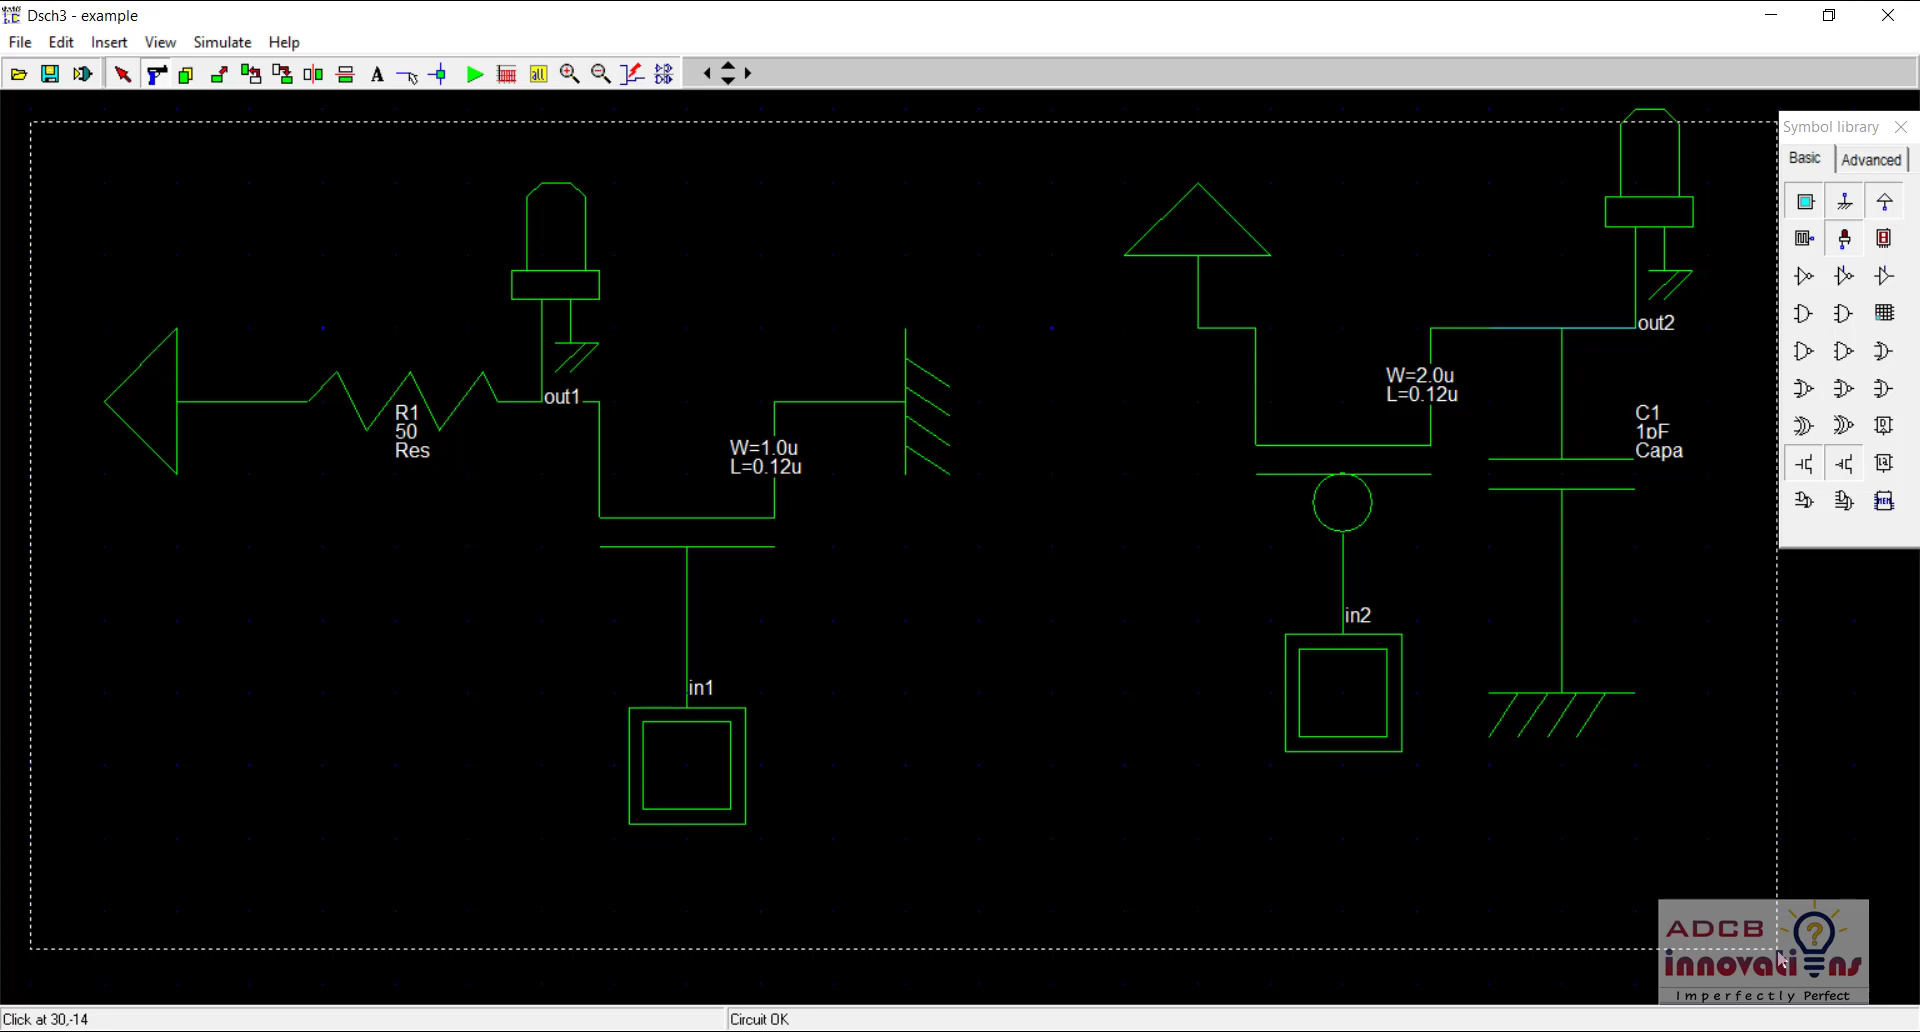 Dsch3 - example
File Edit Insert View Simulate Help
A
all
Symbol library
Basic Advanced
out2
W=2.0u
L=0.12u
out1
R1
50
Res
C1
1pF
Capa
W=1.0u
L=0.12u
in2
in1
ADCB
innovations
Imperfectly Perfect
Click at 30,-14
Circuit OK